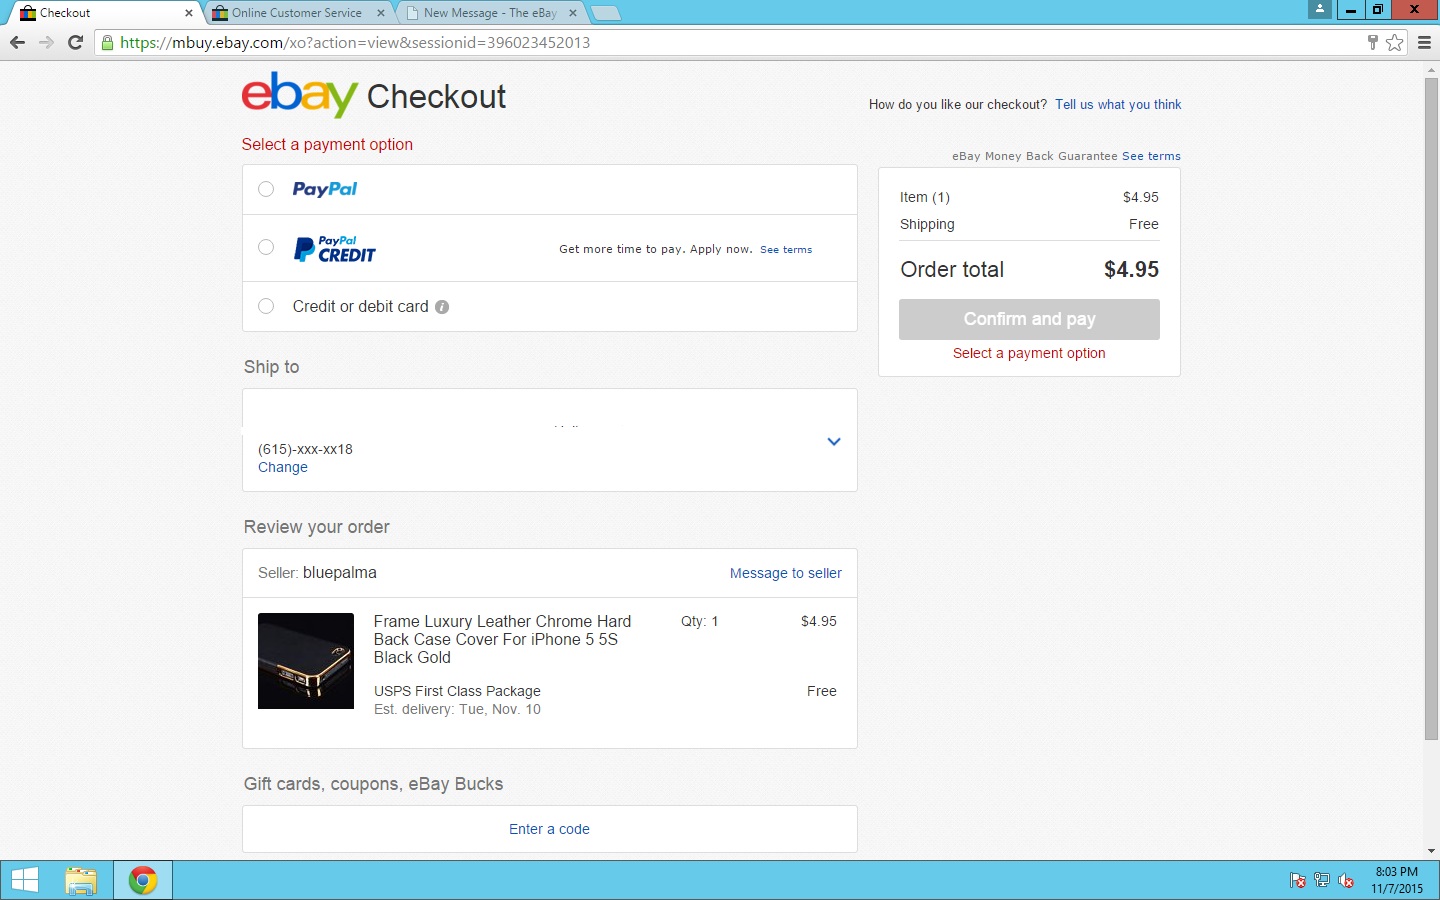 Checkout
Online Customer Service
New Message - The eBay
https://mbuy.ebay.com/xo?action=view&sessionid=396023452013
ebay Checkout
How do you like our checkout? Tell us what you think
Select a payment option
eBay Money Back Guarantee See terms
PayPal
Item (1) $4.95
Shipping Free
PayPal CREDIT
Get more time to pay. Apply now. See terms
Order total $4.95
Credit or debit card
Confirm and pay
Select a payment option
Ship to
(615)-xxx-xx18
Change
Review your order
Seller: bluepalma
Message to seller
Frame Luxury Leather Chrome Hard
Back Case Cover For iPhone 5 5S
Black Gold
Qty: 1
$4.95
USPS First Class Package
Free
Est. delivery: Tue, Nov. 10
Gift cards, coupons, eBay Bucks
Enter a code
8:03 PM
11/7/2015